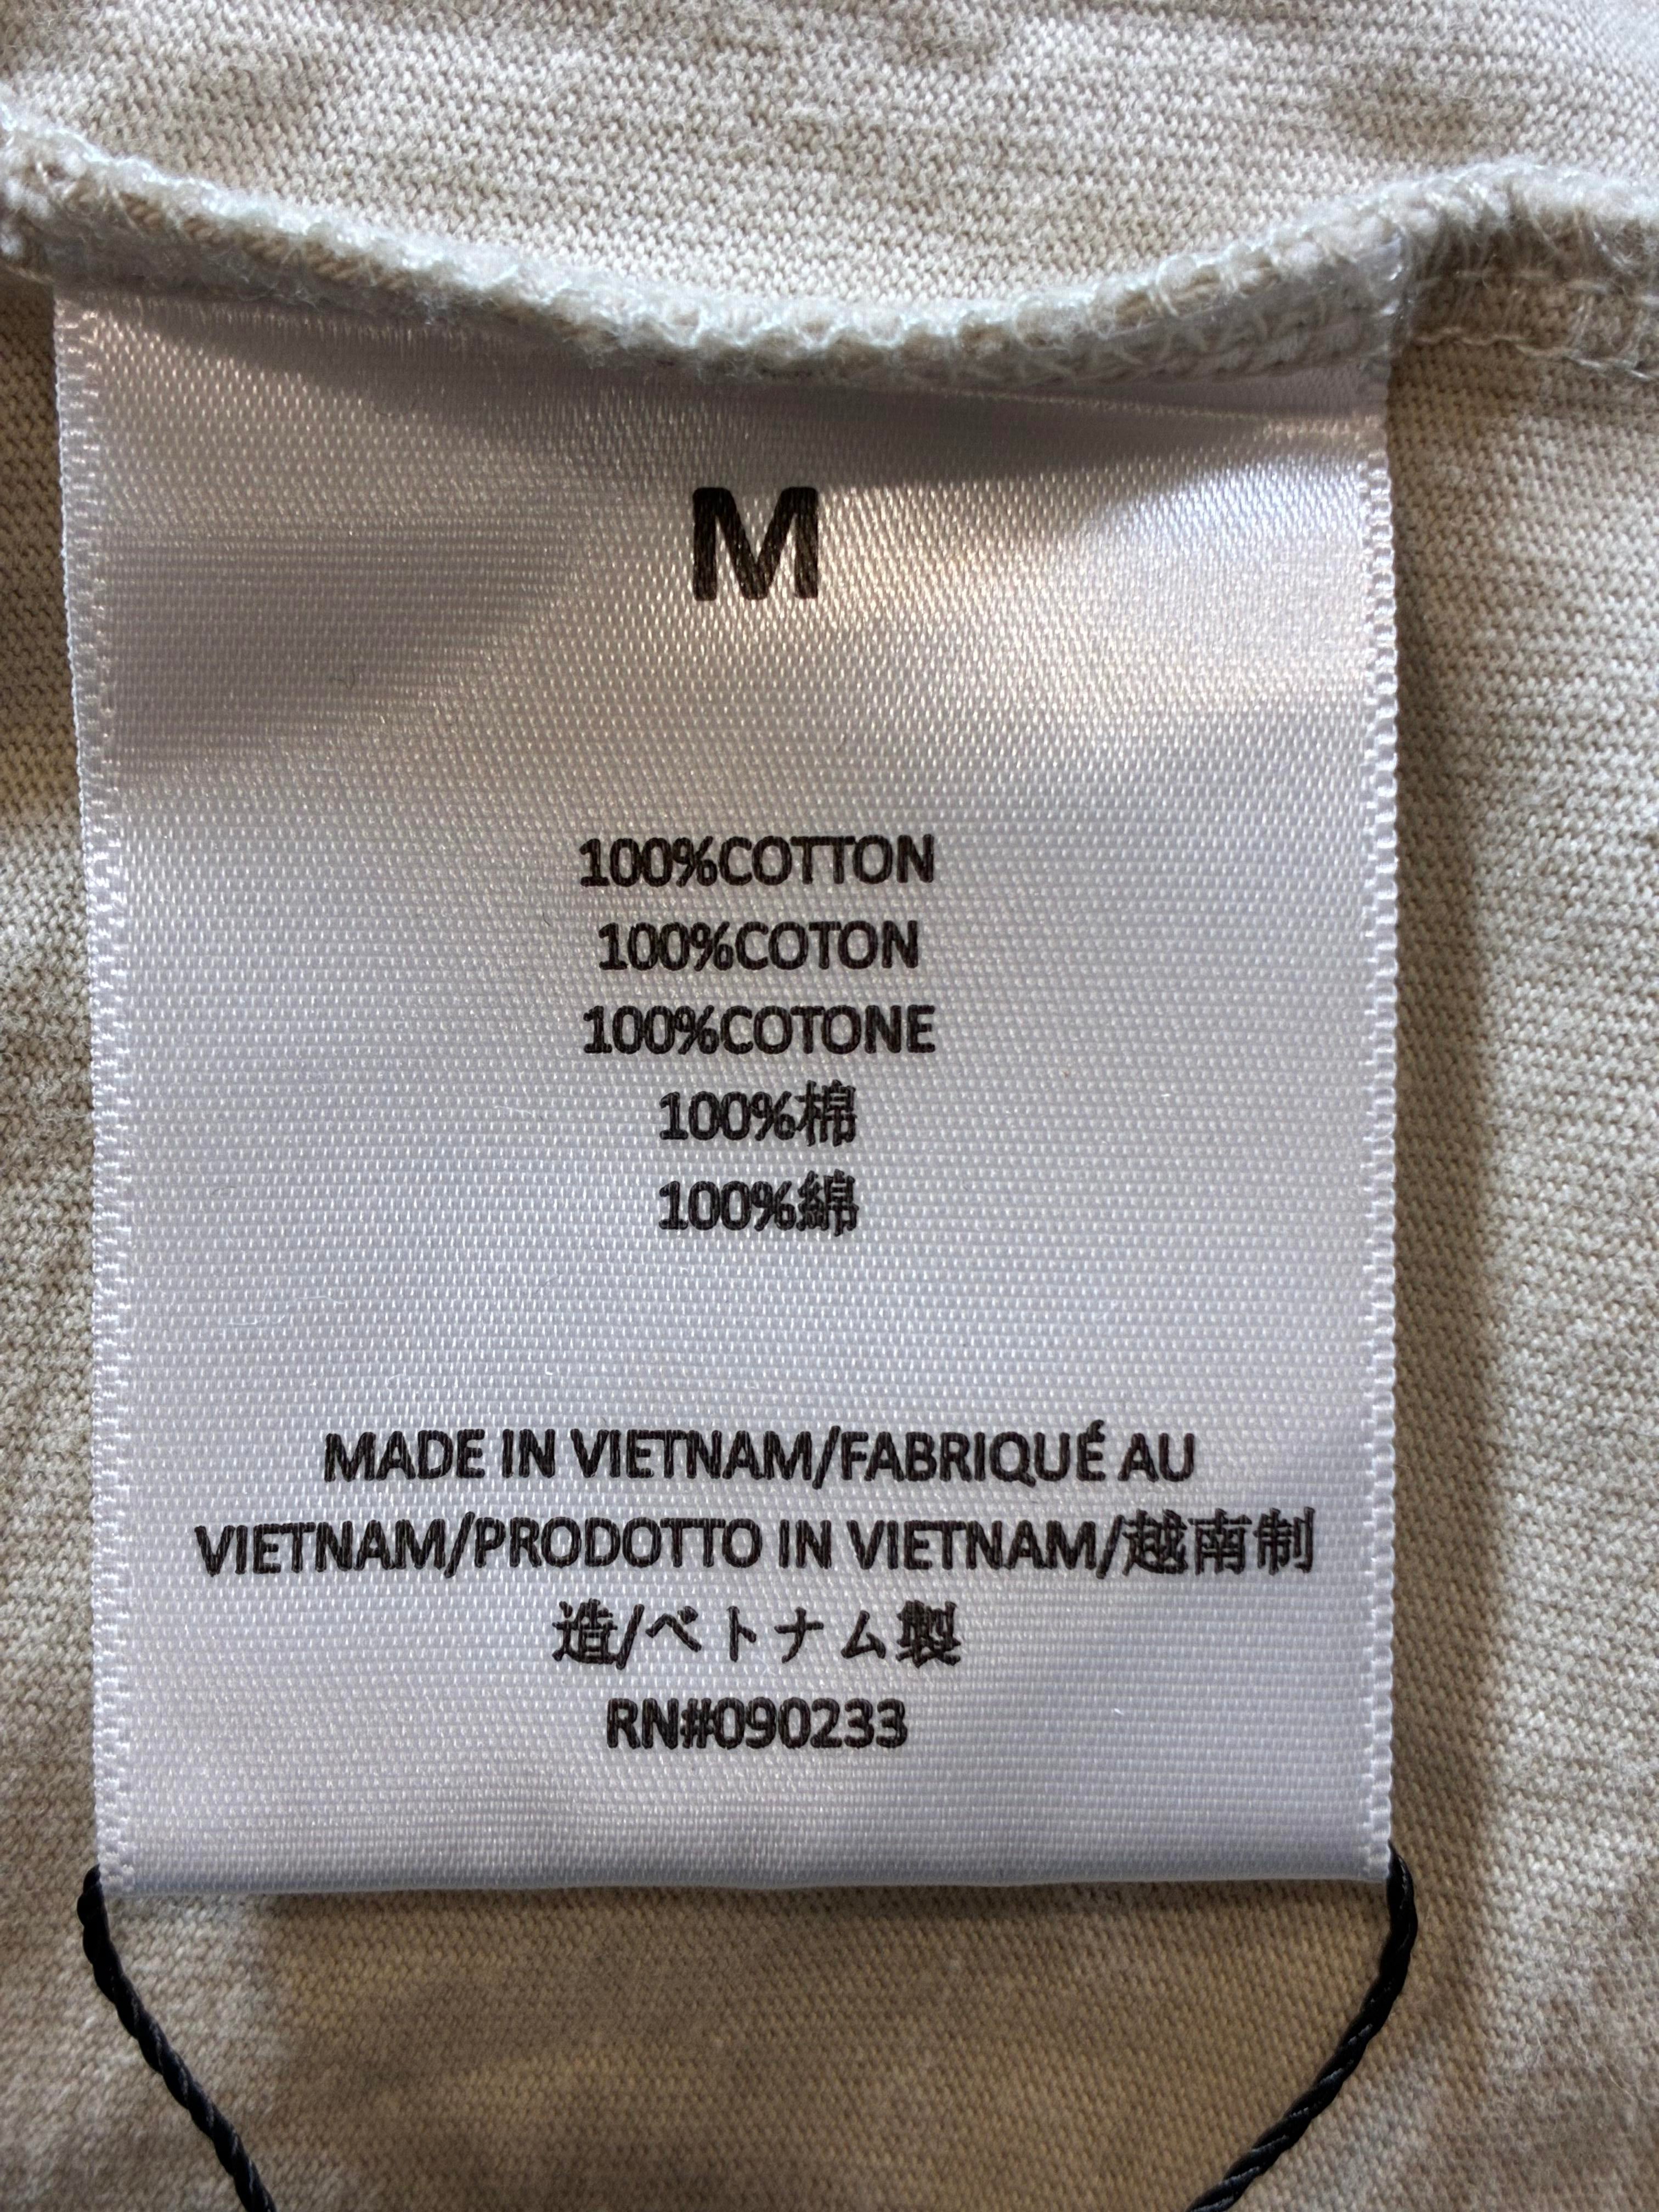 M
100%COTTON
100%COTON
100%COTONE
100%棉
100%綿
MADE IN VIETNAM/FABRIQUÉ AU
VIETNAM/PRODOTTO IN VIETNAM/越南制
造/ベトナム製
RN#090233